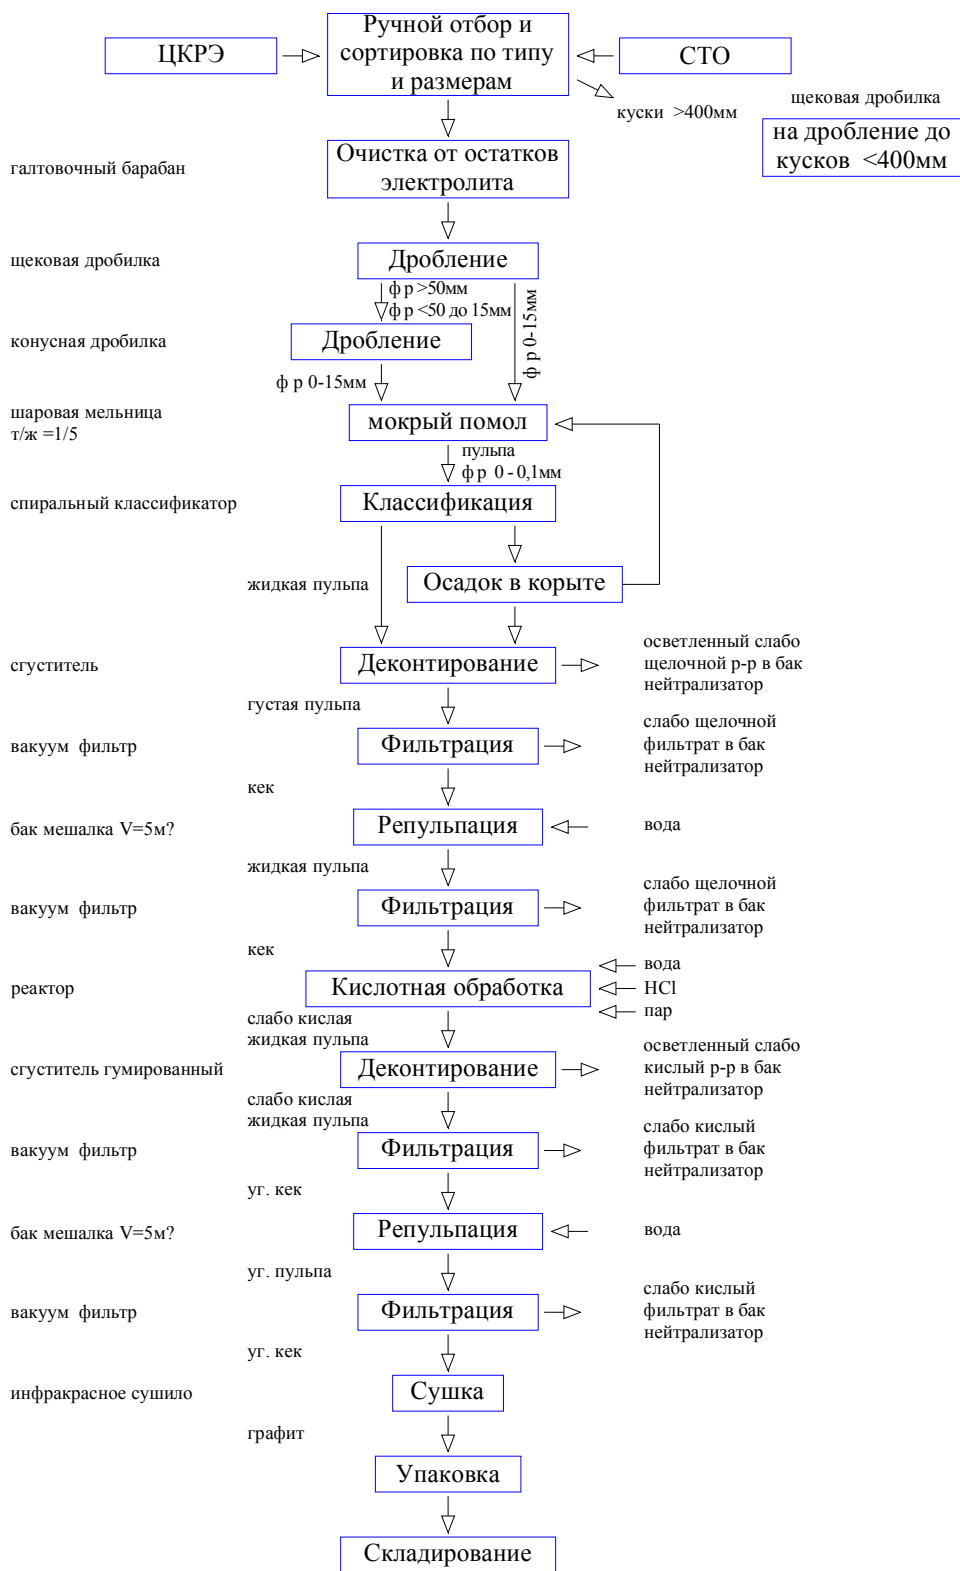 Ручной отбор и
сортировка по типу
и размерам
ЦКРЭ
СТО
куски >400мм
щековая дробилка
на дробление до
кусков <400мм
галтовочный барабан
Очистка от остатков
электролита
щековая дробилка
Дробление
ф р >50мм
ф р <50 до 15мм
ф р 0-15мм
конусная дробилка
Дробление
ф р 0-15мм
шаровая мельница
т/ж =1/5
мокрый помол
пульпа
ф р 0 - 0,1мм
спиральный классификатор
Классификация
жидкая пульпа
Осадок в корыте
сгуститель
Деконтирование
осветленный слабо
щелочной р-р в бак
нейтрализатор
густая пульпа
вакуум фильтр
Фильтрация
слабо щелочной
фильтрат в бак
нейтрализатор
кек
бак мешалка V=5м?
Репульпация
вода
жидкая пульпа
вакуум фильтр
Фильтрация
слабо щелочной
фильтрат в бак
нейтрализатор
кек
реактор
Кислотная обработка
вода
HCl
пар
слабо кислая
жидкая пульпа
сгуститель гумированный
Деконтирование
осветленный слабо
кислый р-р в бак
нейтрализатор
слабо кислая
жидкая пульпа
вакуум фильтр
Фильтрация
слабо кислый
фильтрат в бак
нейтрализатор
уг. кек
бак мешалка V=5м?
Репульпация
вода
уг. пульпа
вакуум фильтр
Фильтрация
слабо кислый
фильтрат в бак
нейтрализатор
уг. кек
инфракрасное сушило
Сушка
графит
Упаковка
Складирование